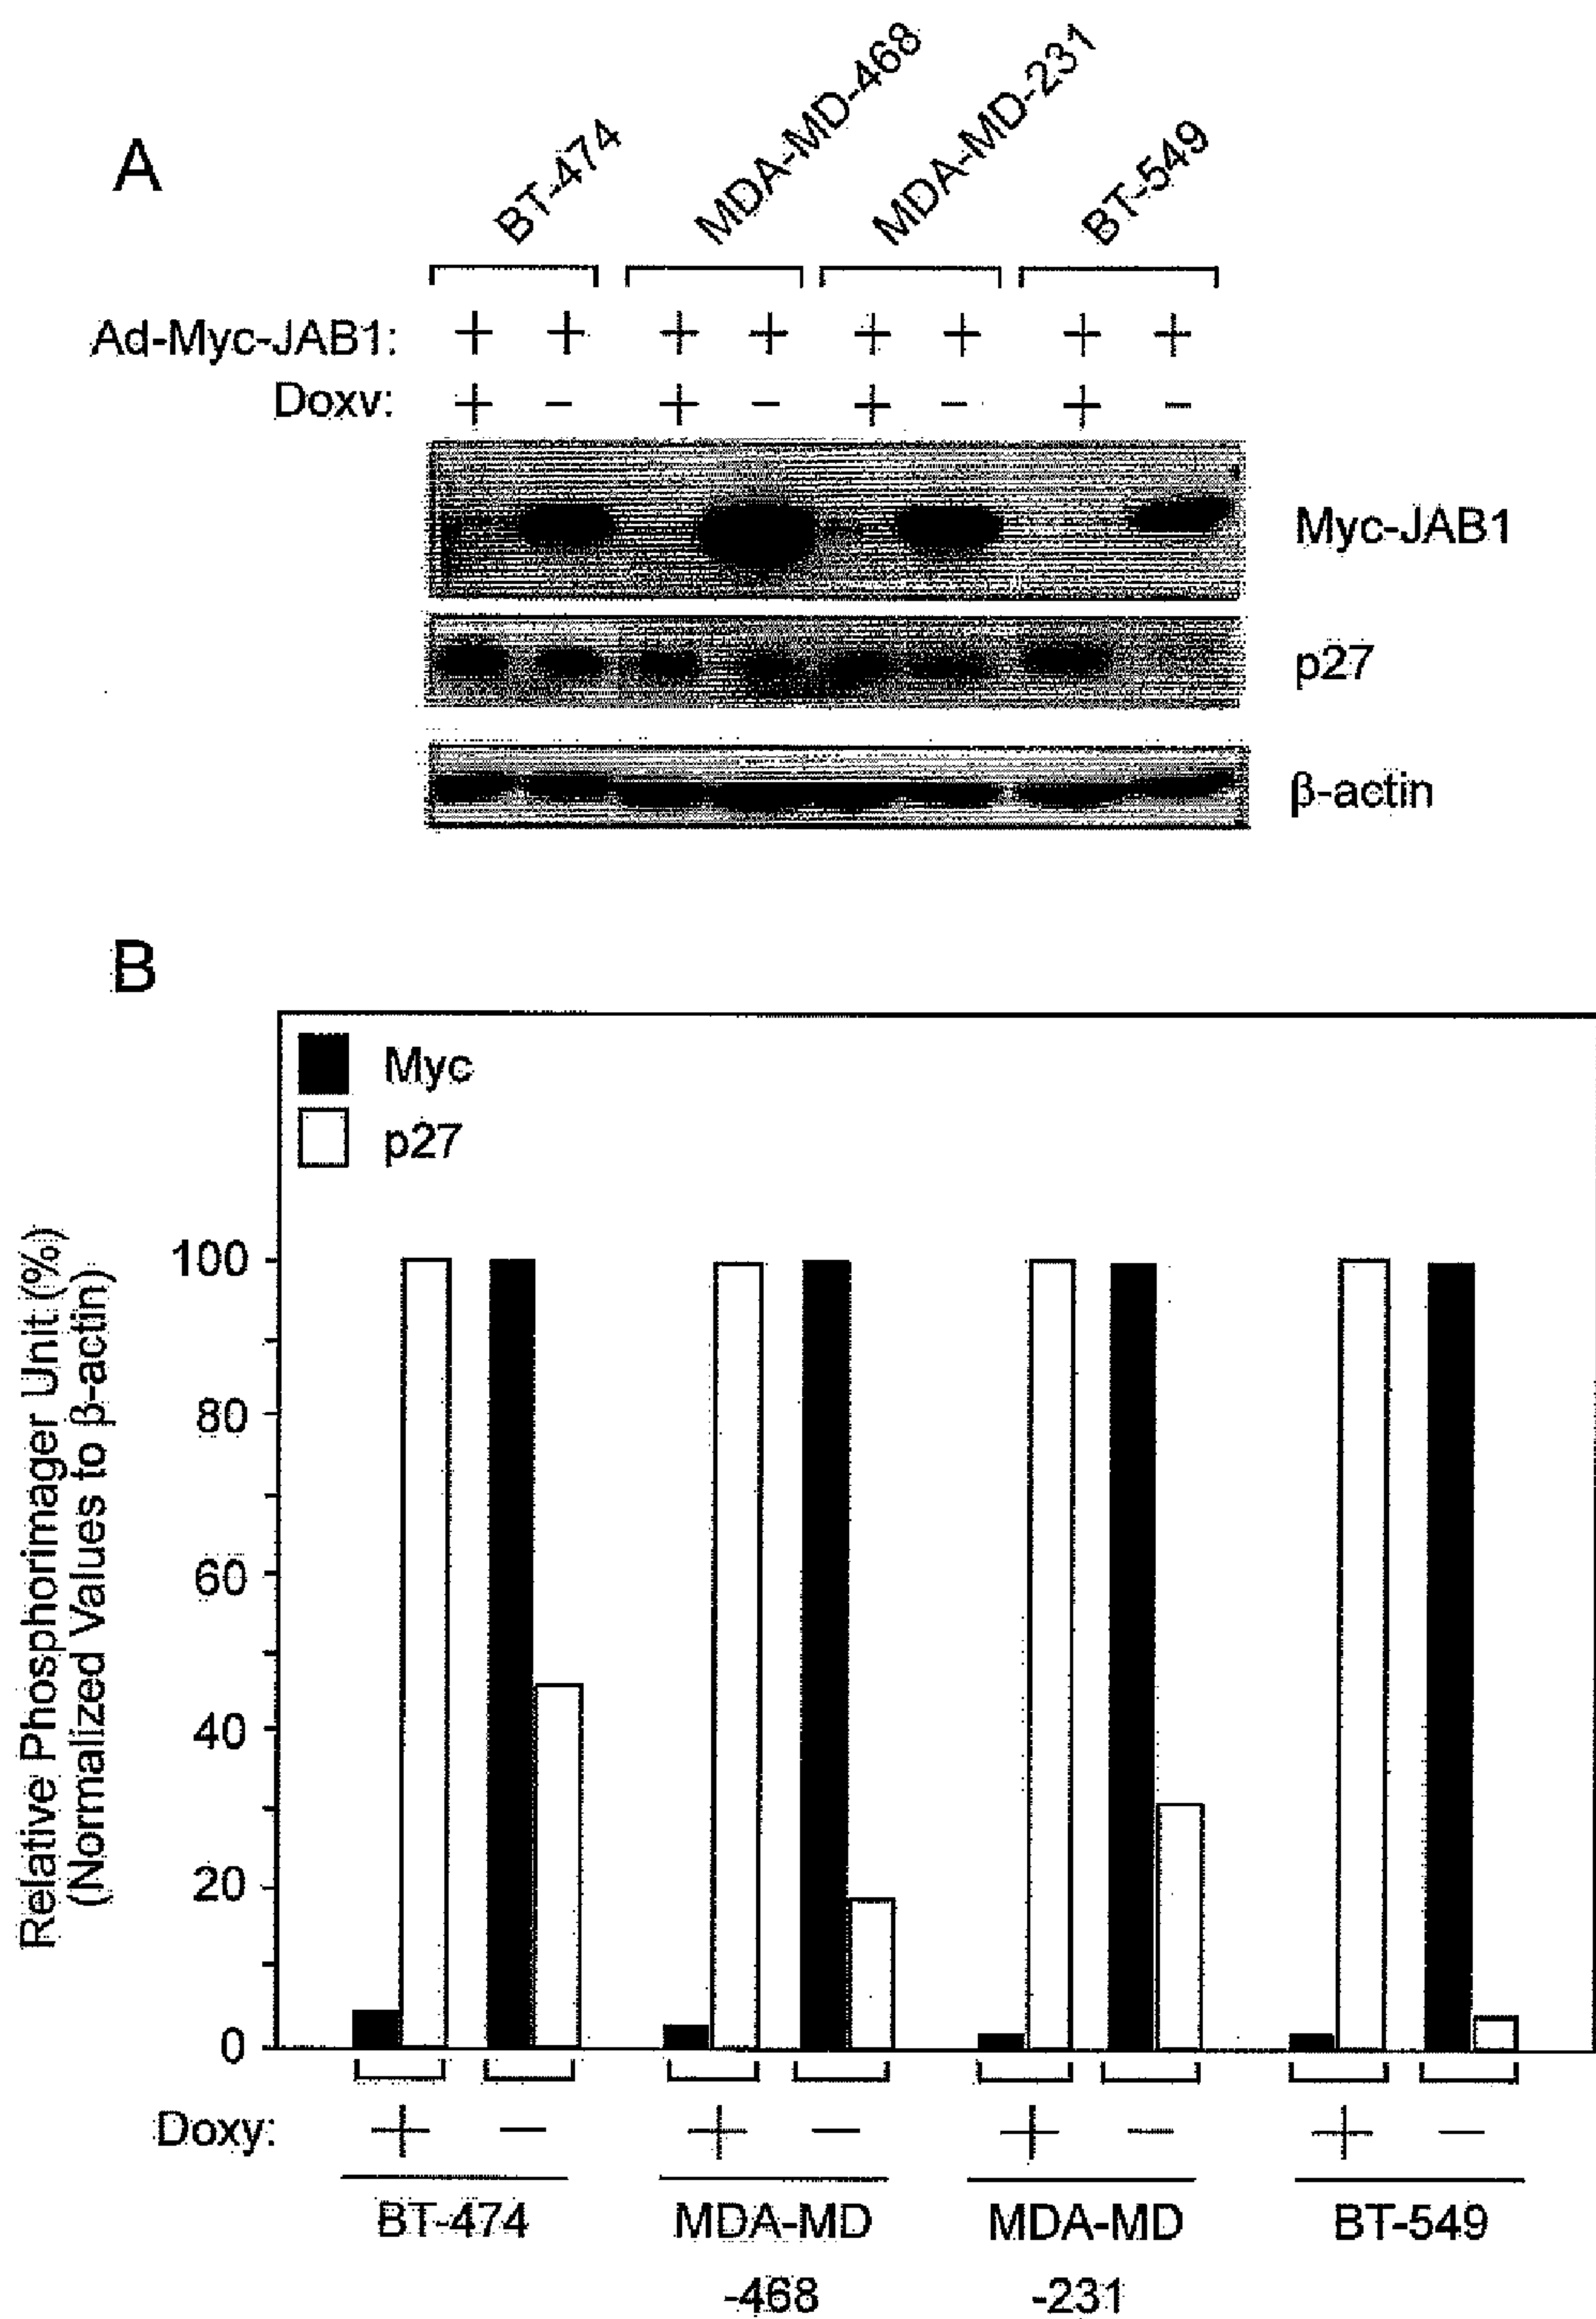 A
BT-474
MDA-MD-468
MDA-MD-231
BT-549
Ad-Myc-JAB1: + + + + + + + +
Doxv: + - + - + - + -
Myc-JAB1
p27
β-actin
B
Myc
p27
Relative Phosphorimager Unit (%)
(Normalized Values to β-actin)
100
80
60
40
20
0
Doxy: + - + - + - + -
BT-474 MDA-MD MDA-MD BT-549
-468 -231